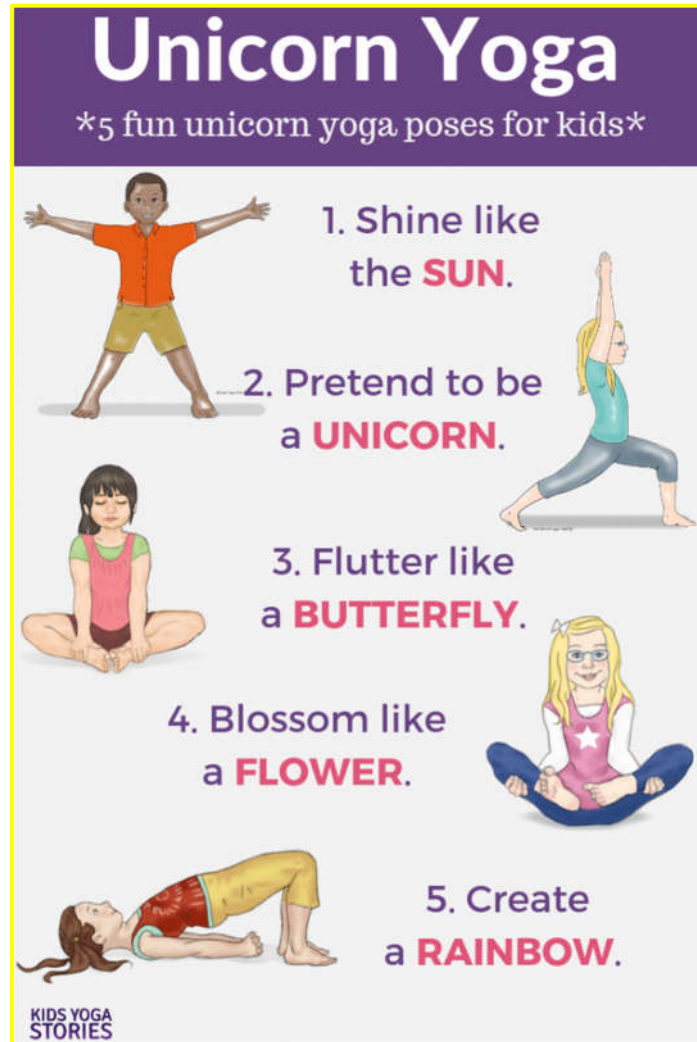 Unicorn Yoga
*5 fun unicorn yoga poses for kids*
1. Shine like
the SUN.
2. Pretend to be
a UNICORN.
3. Flutter like
a BUTTERFLY.
4. Blossom like
a FLOWER.
5. Create
a RAINBOW.
KIDS YOGA
STORIES